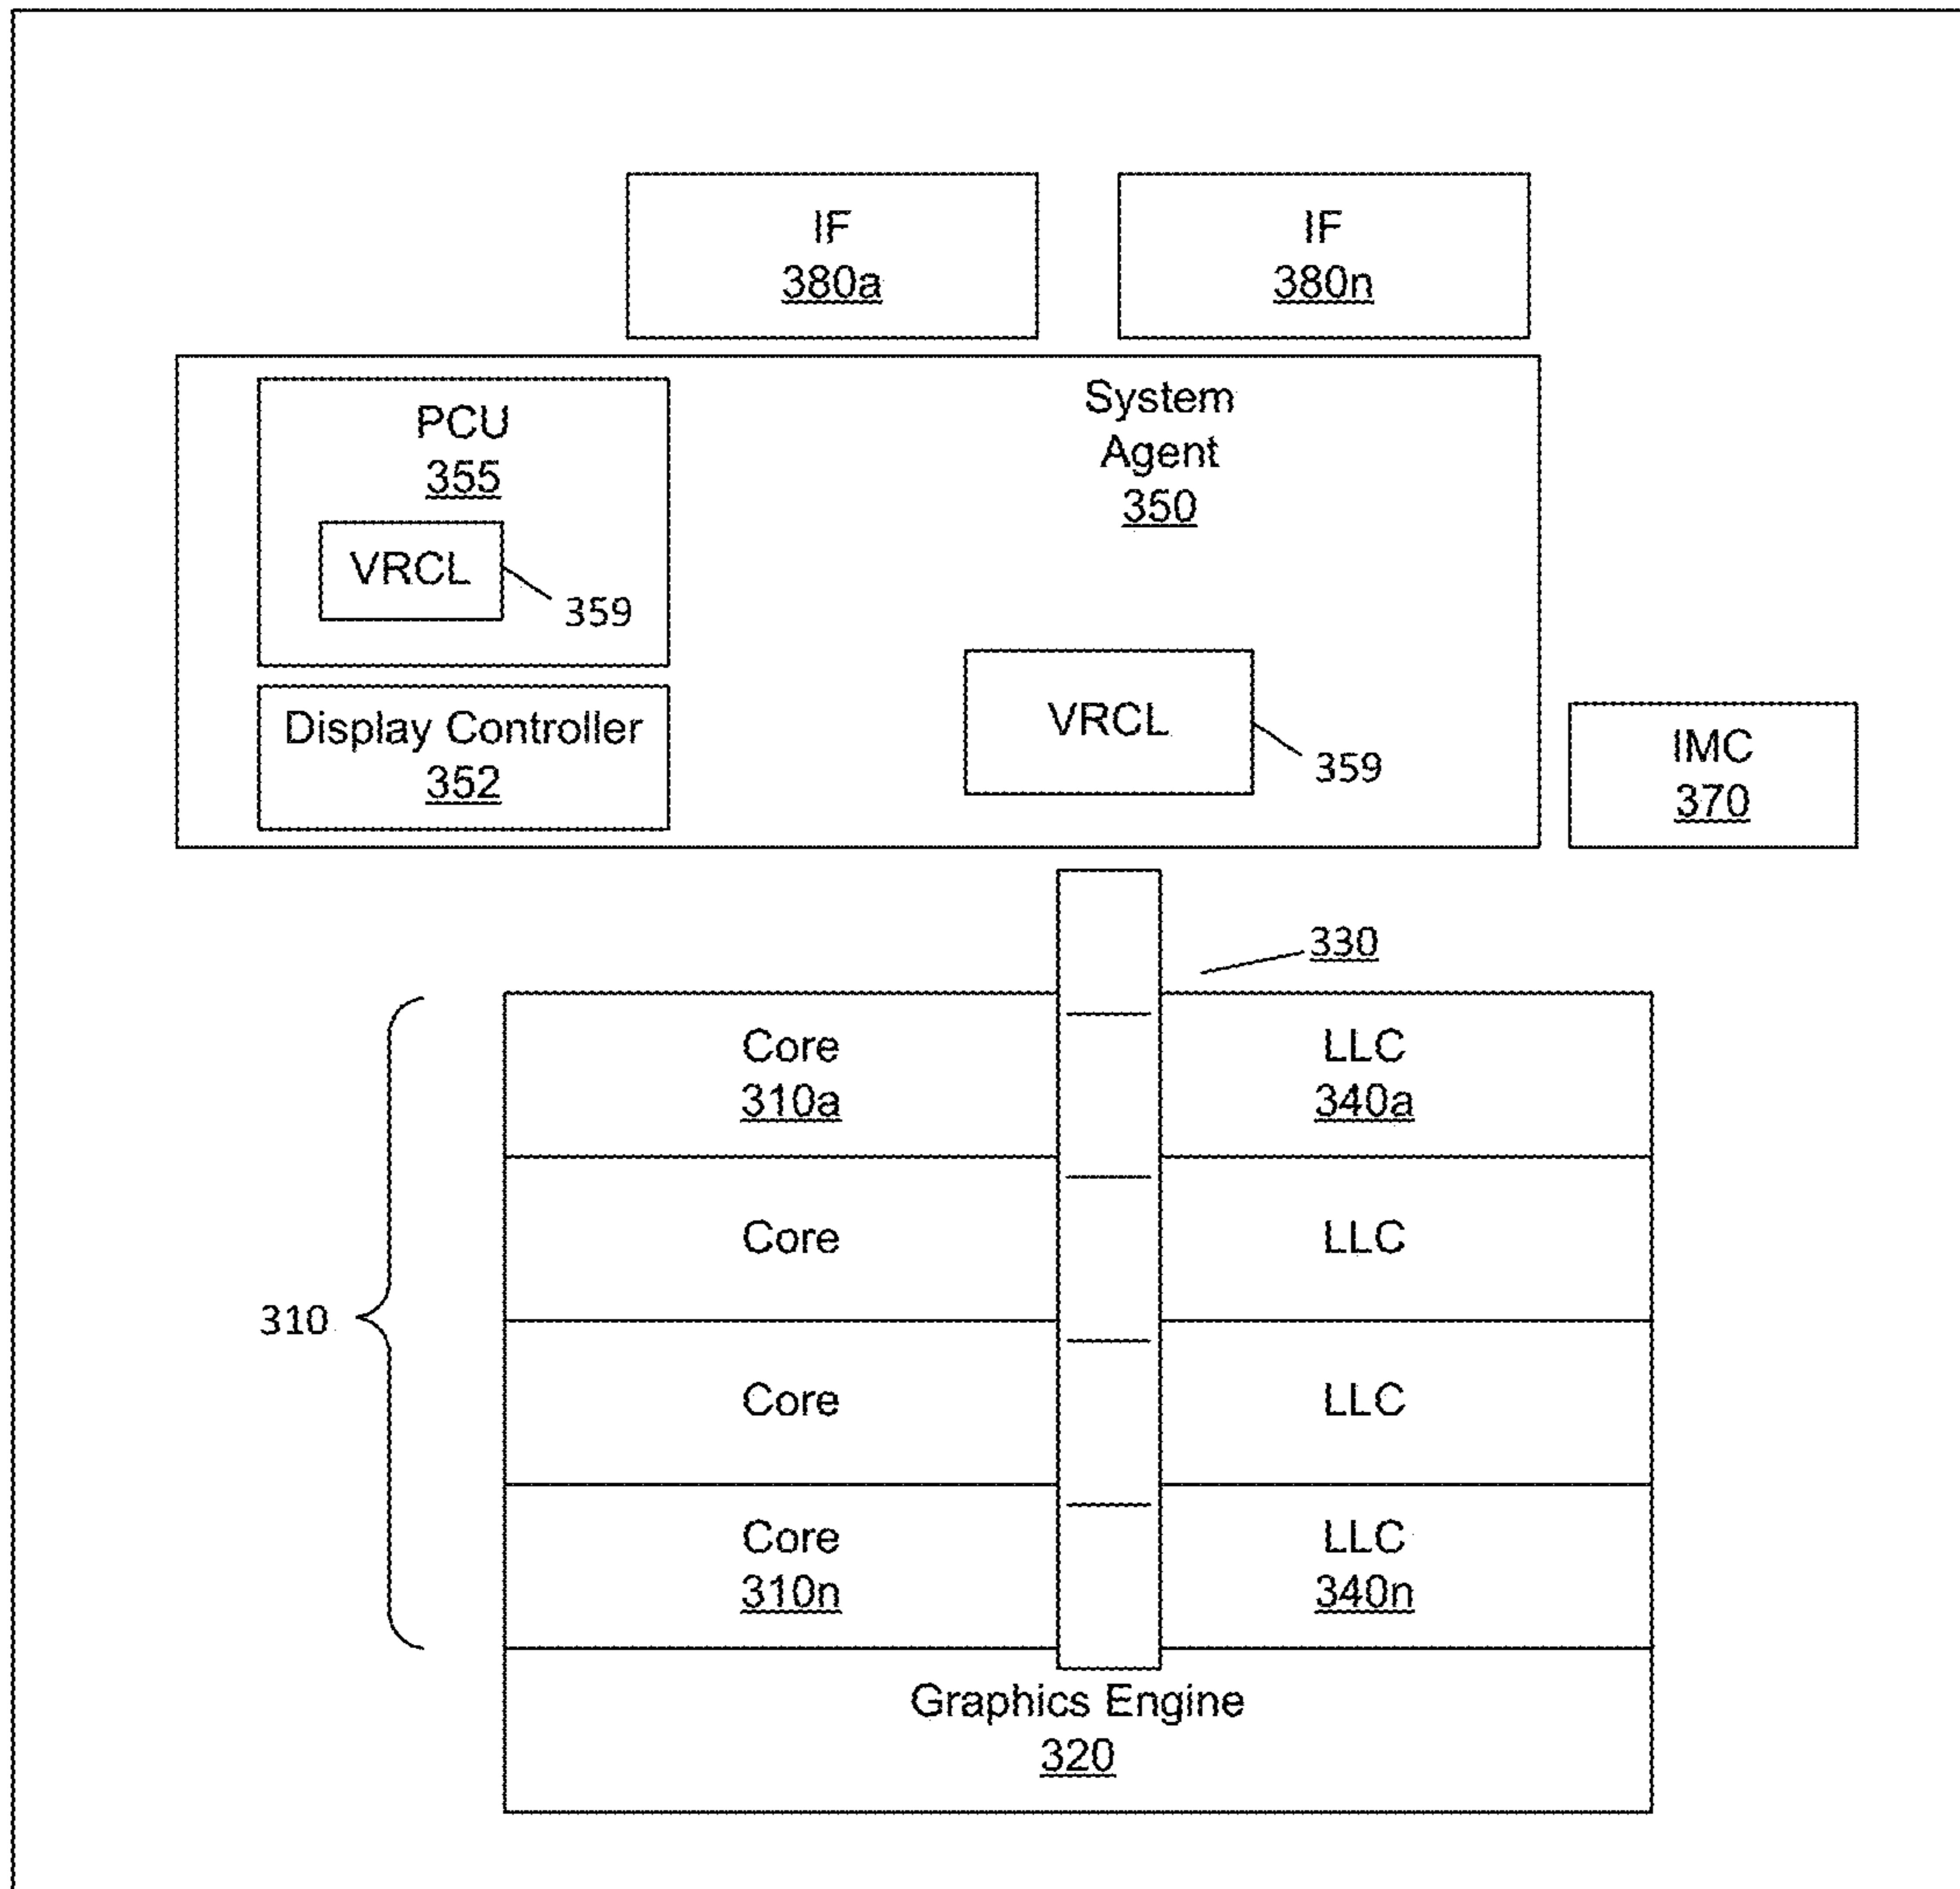 IF
380a
IF
380n
PCU
355
VRCL
359
System
Agent
350
Display Controller
352
VRCL
359
IMC
370
330
310
Core
310a
LLC
340a
Core
LLC
Core
LLC
Core
310n
LLC
340n
Graphics Engine
320